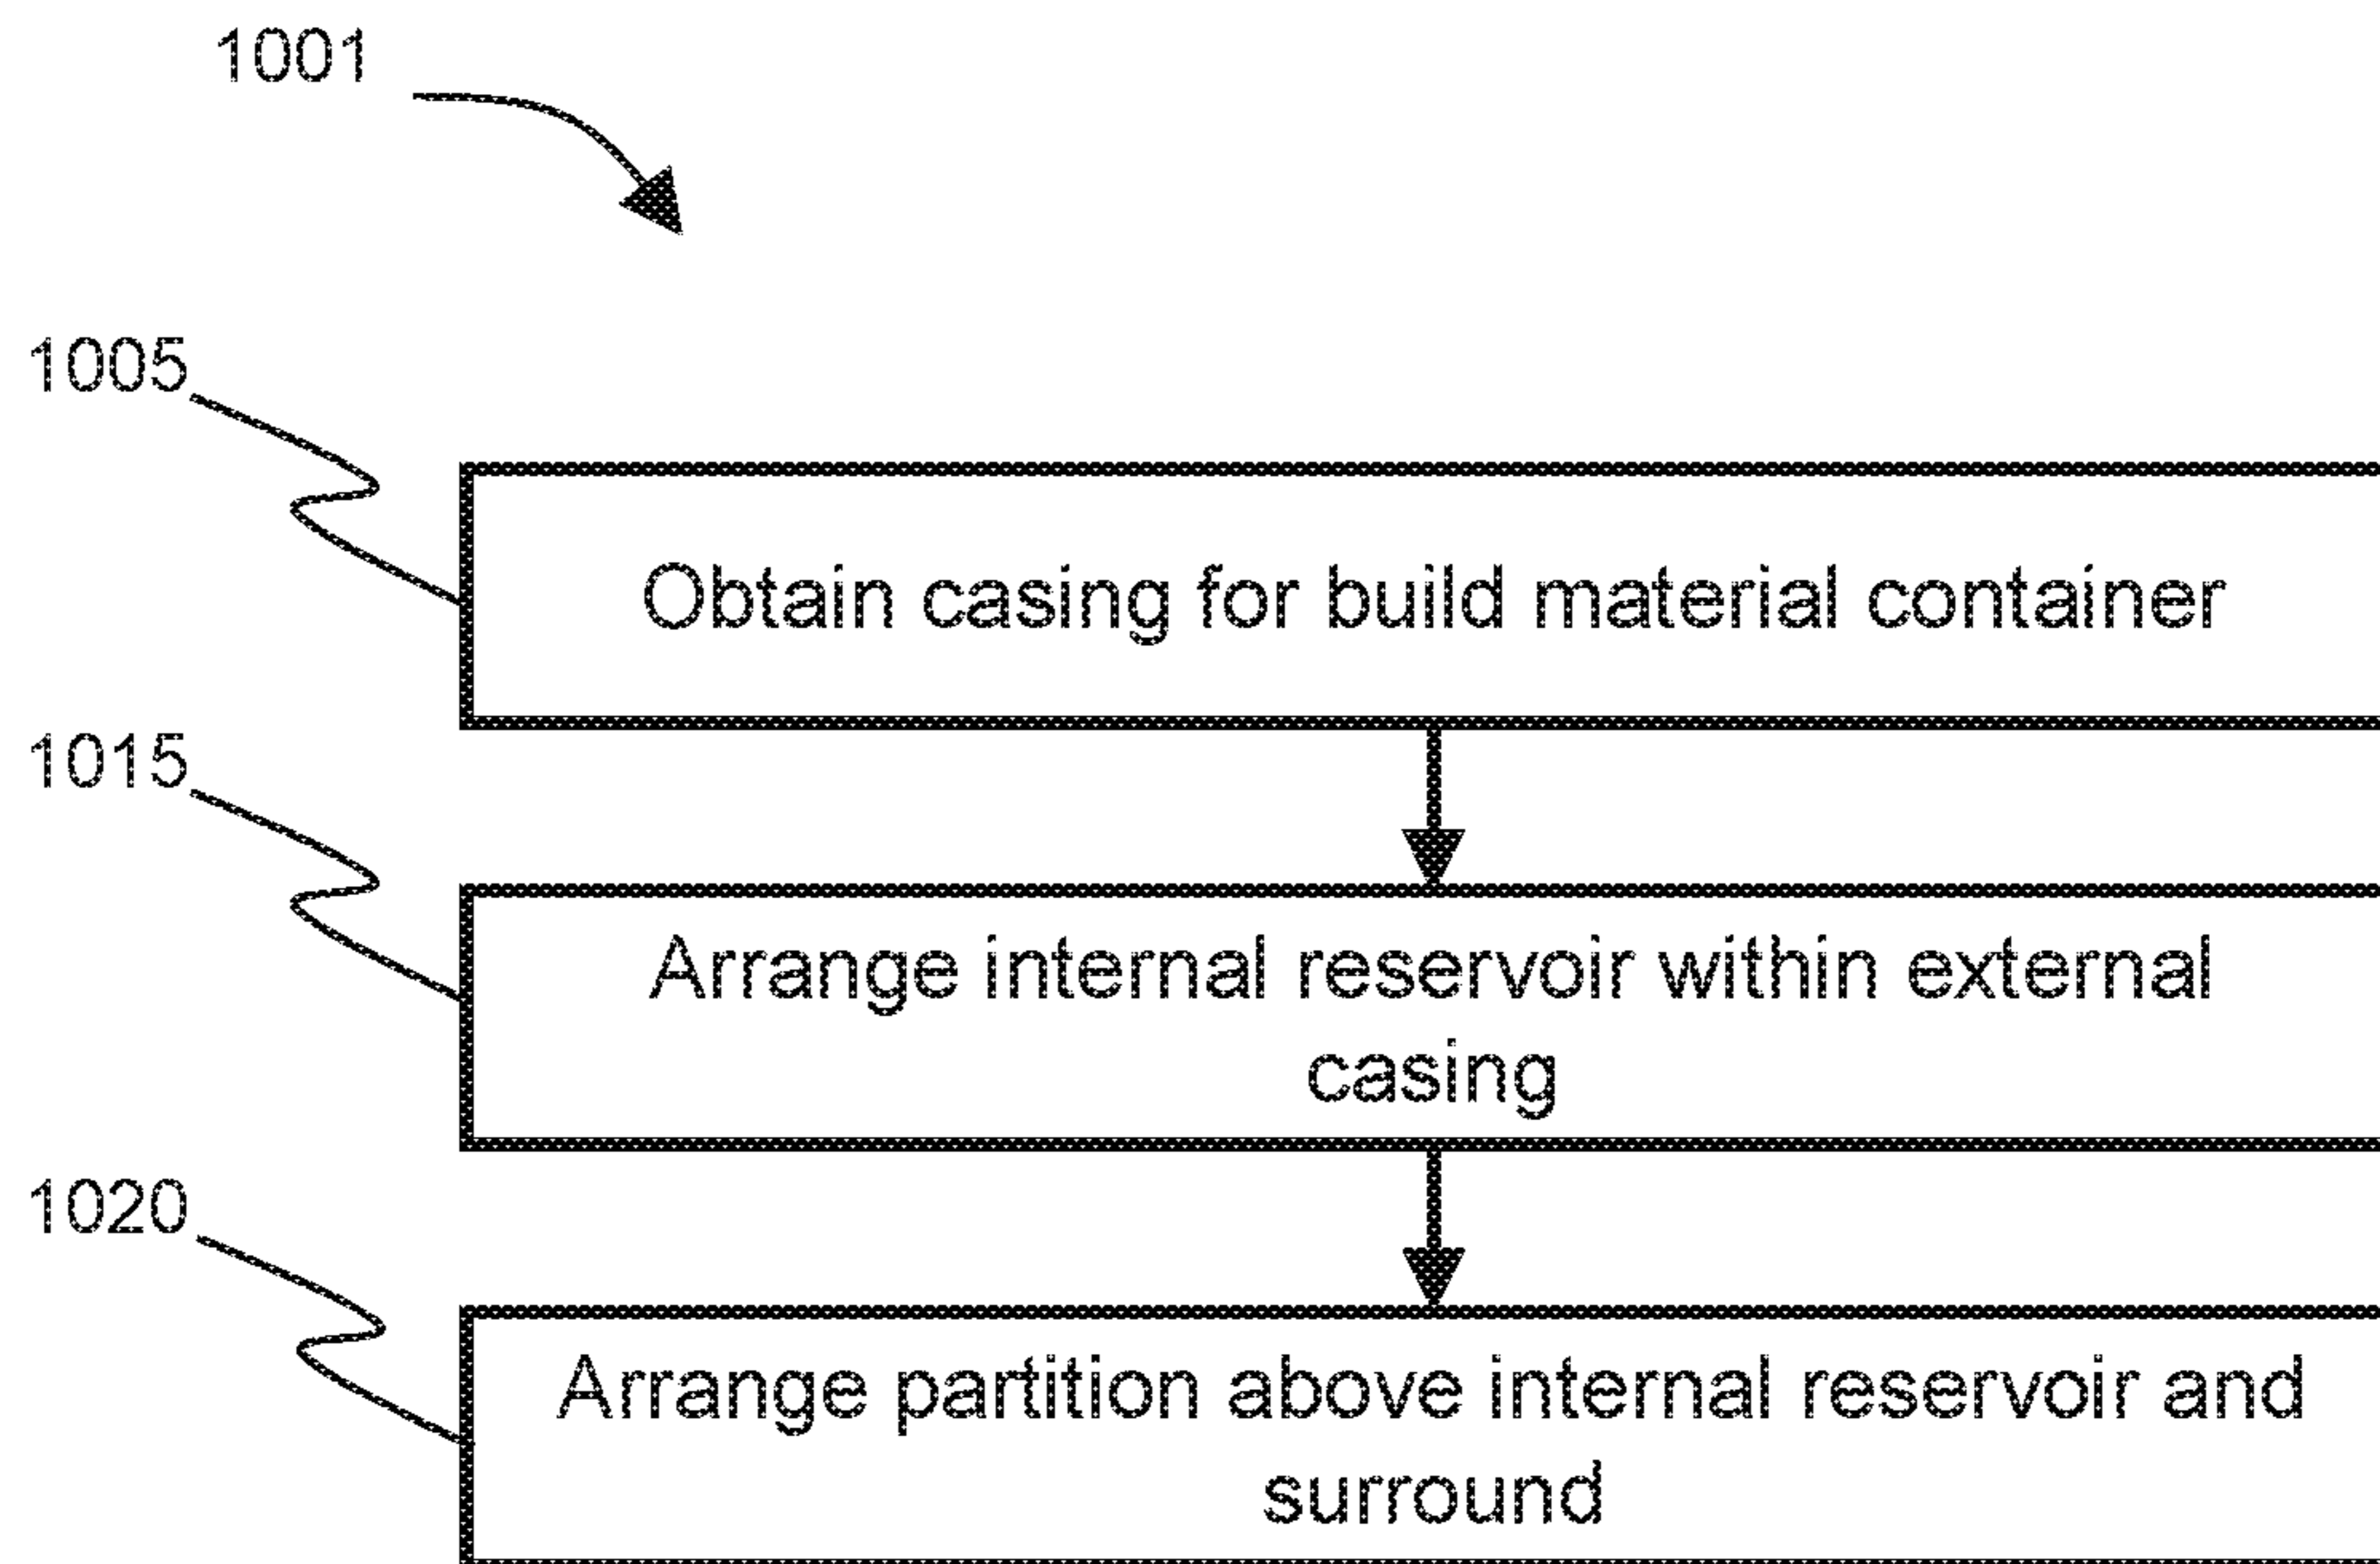 1001
1005
Obtain casing for build material container
1015
Arrange internal reservoir within external
casing
1020
Arrange partition above internal reservoir and
surround